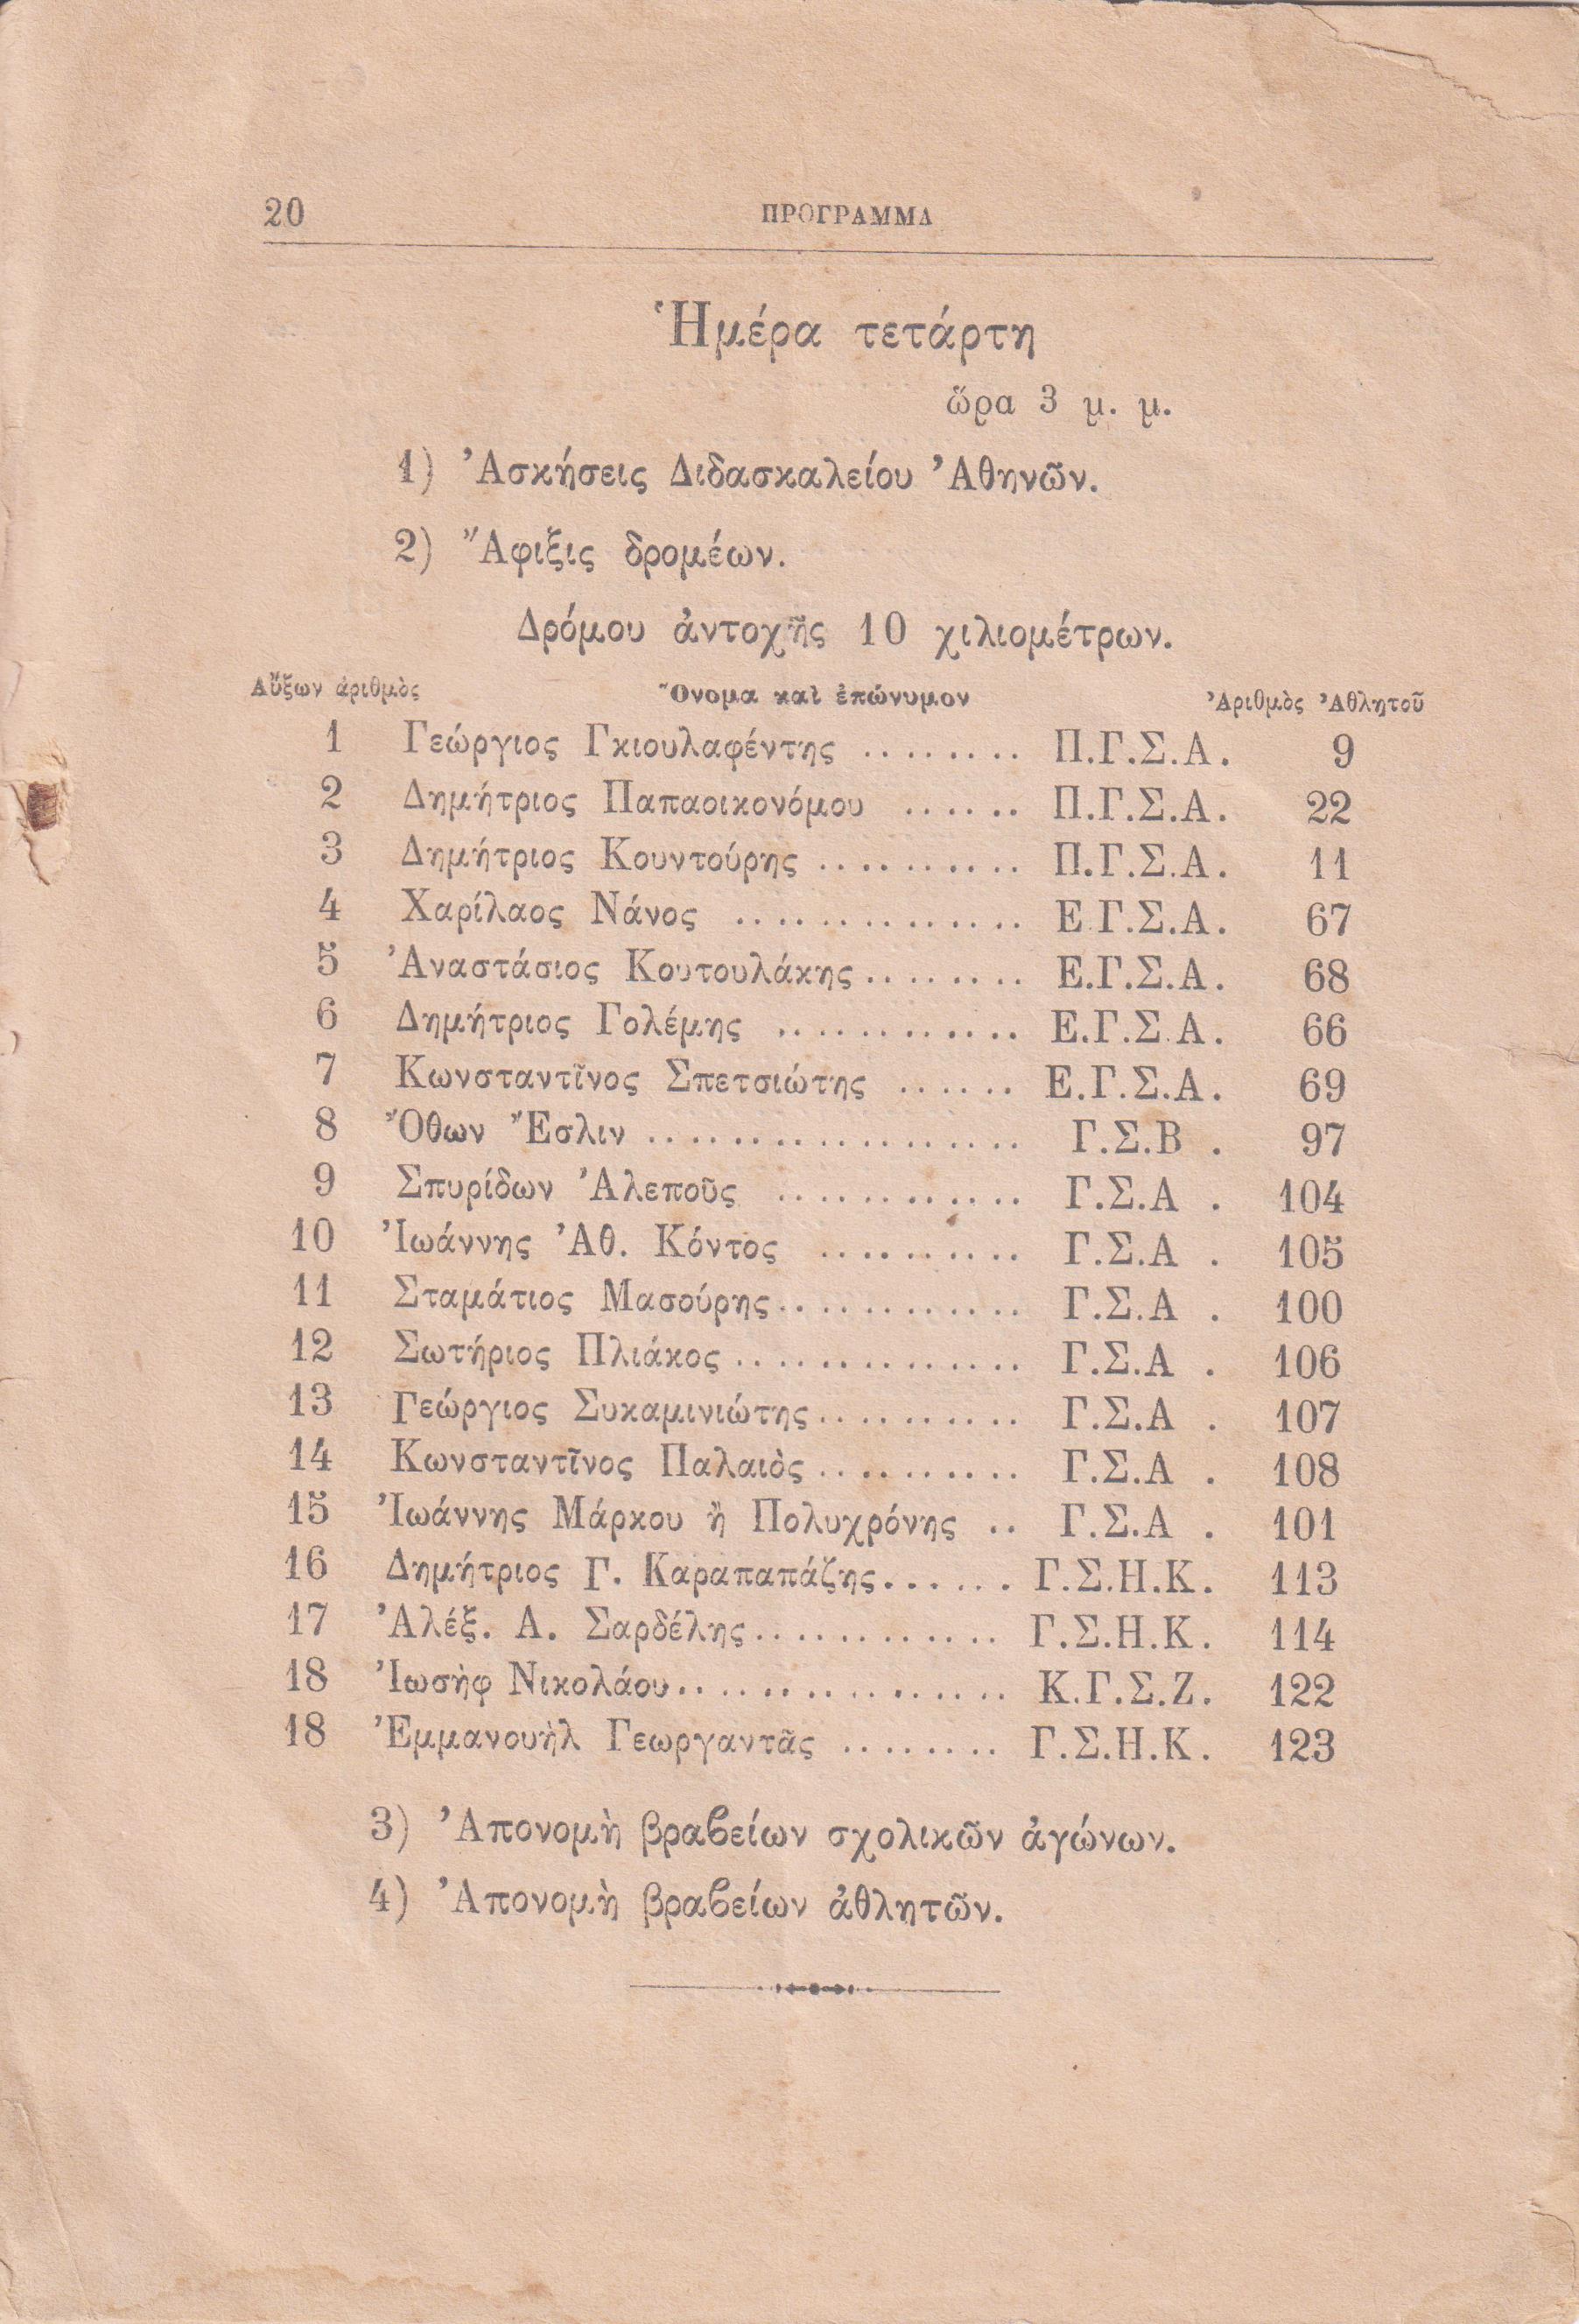 20 ΠΡΟΓΡΑΜΜΑ
Ἡμέρα τετάρτη
ὥρα 3 μ. μ.
1) Ἀσκήσεις Διδασκαλείου Ἀθηνῶν.
2) Ἄφιξις δρομέων.
Δρόμου ἀντοχῆς 10 χιλιομέτρων.
Αὔξων ἀριθμὸς Ὄνομα καὶ ἐπώνυμον Ἀριθμὸς Ἀθλητοῦ
1 Γεώργιος Γκιουλαφέντης ........ Π.Γ.Σ.Α. 9
2 Δημήτριος Παπαοικονόμου ...... Π.Γ.Σ.Α. 22
3 Δημήτριος Κουντούρης .......... Π.Γ.Σ.Α. 11
4 Χαρίλαος Νάνος .............. Ε.Γ.Σ.Α. 67
5 Ἀναστάσιος Κουτουλάκης ........ Ε.Γ.Σ.Α. 68
6 Δημήτριος Γολέμης ............ Ε.Γ.Σ.Α. 66
7 Κωνσταντῖνος Σπετσιώτης ...... Ε.Γ.Σ.Α. 69
8 Ὄθων Ἔσλιν .................. Γ.Σ.Β . 97
9 Σπυρίδων Ἀλεποῦς ............ Γ.Σ.Α . 104
10 Ἰωάννης Ἀθ. Κόντος .......... Γ.Σ.Α . 105
11 Σταμάτιος Μασούρης ............ Γ.Σ.Α . 100
12 Σωτήριος Πλιάκος .............. Γ.Σ.Α . 106
13 Γεώργιος Συκαμινιώτης .......... Γ.Σ.Α . 107
14 Κωνσταντῖνος Παλαιὸς .......... Γ.Σ.Α . 108
15 Ἰωάννης Μάρκου ἢ Πολυχρόνης .. Γ.Σ.Α . 101
16 Δημήτριος Γ. Καραπαπάζης ...... Γ.Σ.Η.Κ. 113
17 Ἀλέξ. Α. Σαρδέλης ............ Γ.Σ.Η.Κ. 114
18 Ἰωσὴφ Νικολάου ................ Κ.Γ.Σ.Ζ. 122
18 Ἐμμανουὴλ Γεωργαντᾶς ........ Γ.Σ.Η.Κ. 123
3) Ἀπονομὴ βραϐείων σχολικῶν ἀγώνων.
4) Ἀπονομὴ βραϐείων ἀθλητῶν.